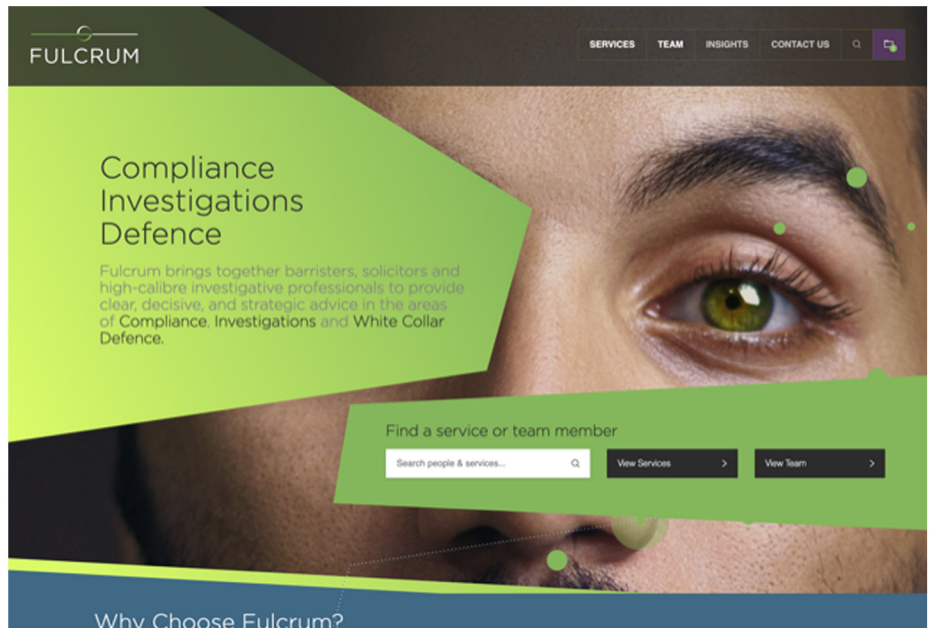 FULCRUM
SERVICES TEAM INSIGHTS CONTACT US
Compliance
Investigations
Defence
Fulcrum brings together barristers, solicitors and
high-calibre investigative professionals to provide
clear, decisive, and strategic advice in the areas
of Compliance, Investigations and White Collar
Defence.
Find a service or team member
Search people & services...
View Services
View Team
Why Choose Fulcrum?